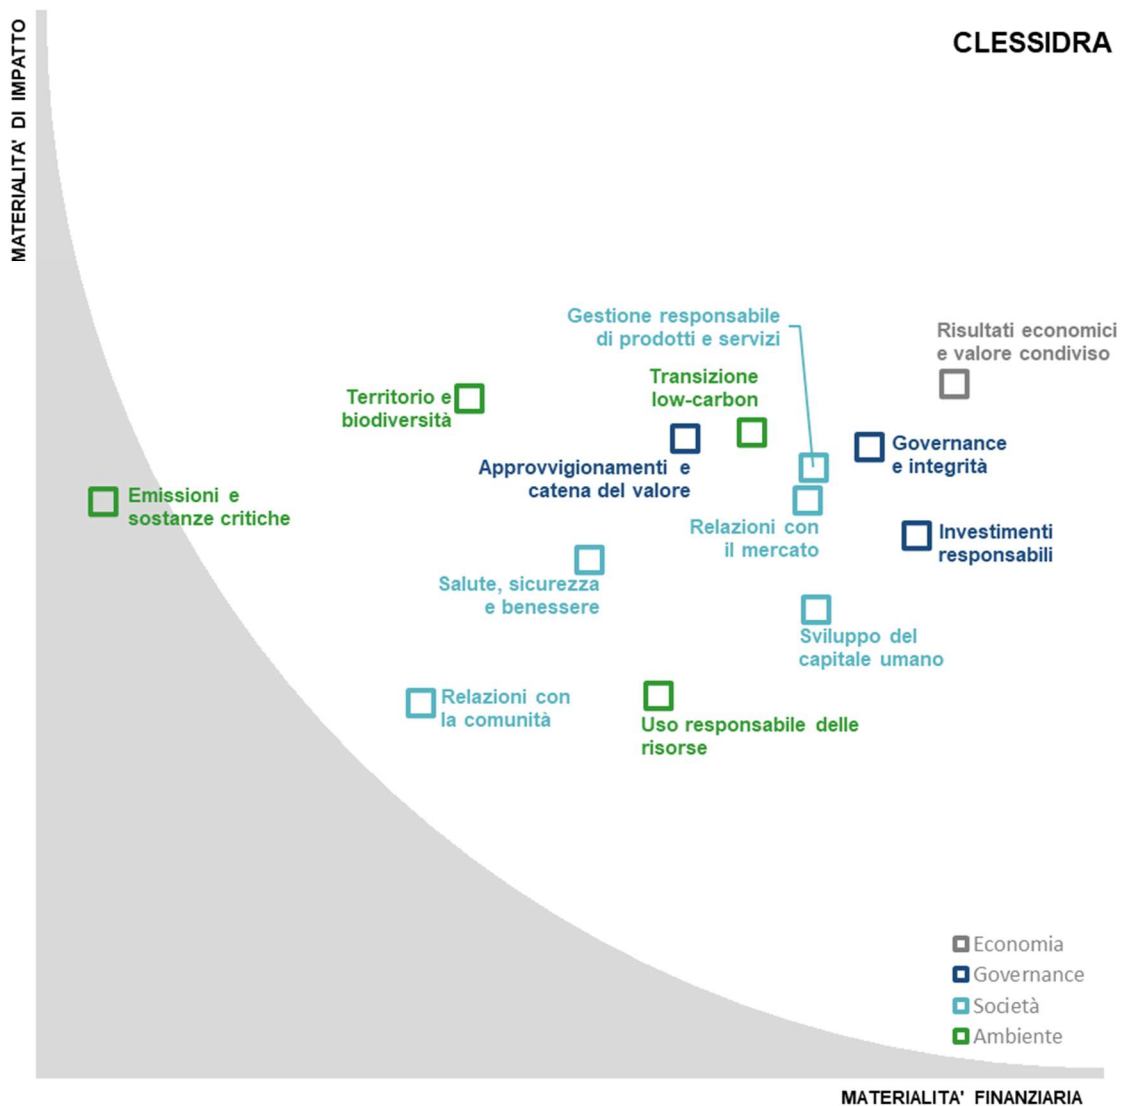 MATERIALITA' DI IMPATTO
CLESSIDRA
Gestione responsabile
di prodotti e servizi
Risultati economici
e valore condiviso
Territorio e
biodiversità
Transizione
low-carbon
Approvvigionamenti e
catena del valore
Governance
e integrità
Emissioni e
sostanze critiche
Relazioni con
il mercato
Investimenti
responsabili
Salute, sicurezza
e benessere
Sviluppo del
capitale umano
Relazioni con
la comunità
Uso responsabile delle
risorse
Economia
Governance
Società
Ambiente
MATERIALITA' FINANZIARIA